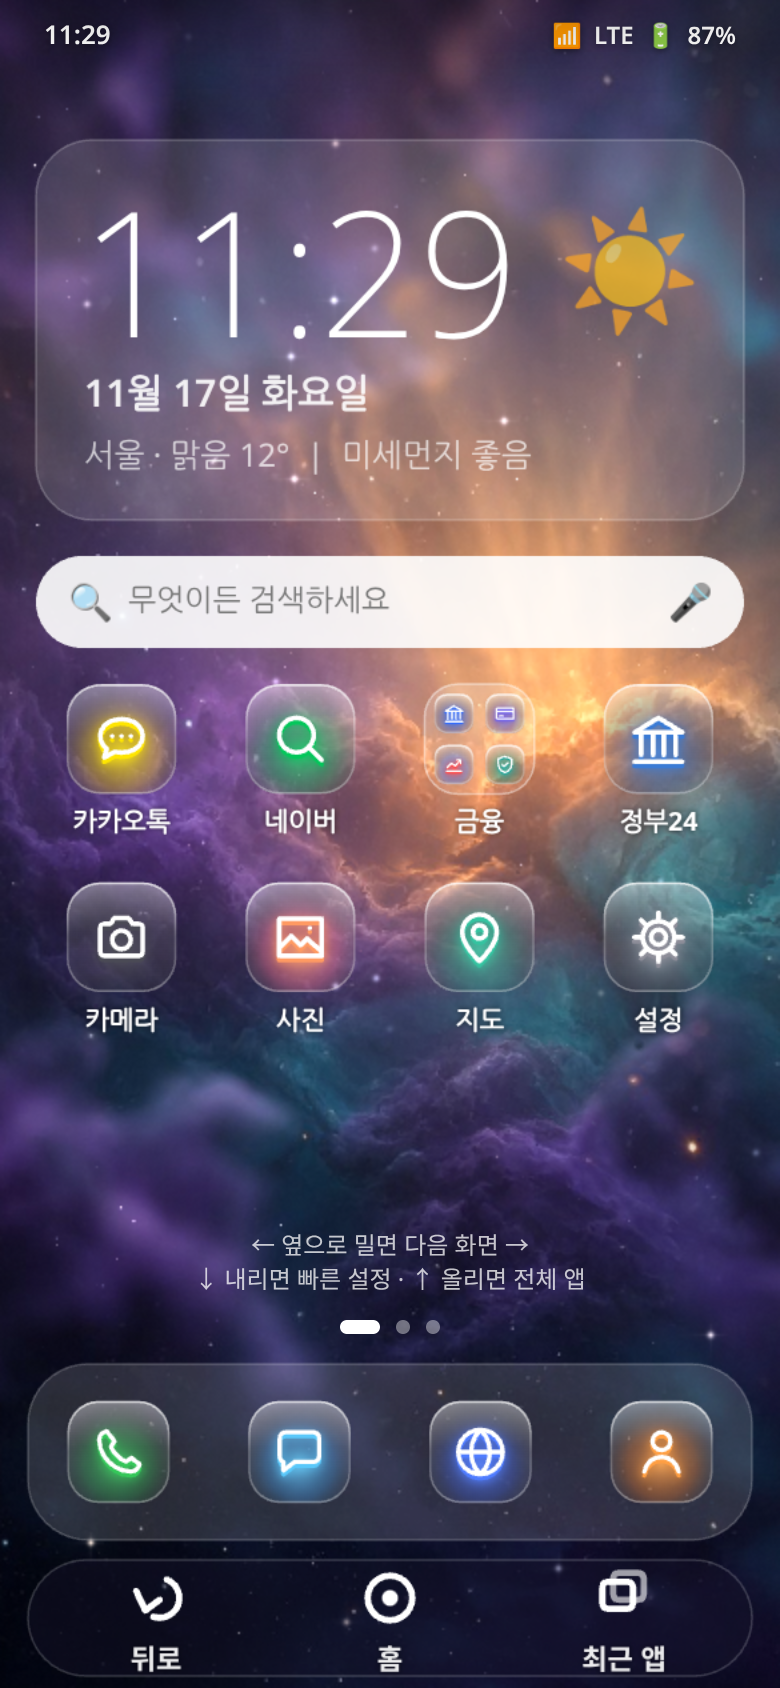 11:29 LTE 87%
11:29
11월 17일 화요일
서울 · 맑음 12° | 미세먼지 좋음
무엇이든 검색하세요
카카오톡 네이버 금융 정부24
카메라 사진 지도 설정
← 옆으로 밀면 다음 화면 →
↓ 내리면 빠른 설정 · ↑ 올리면 전체 앱
뒤로 홈 최근 앱